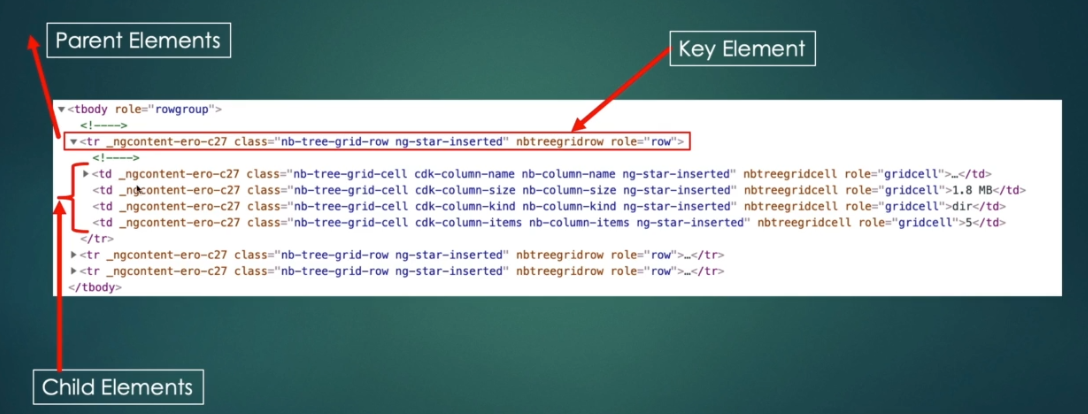 Parent Elements
Key Element
▼<tbody role="rowgroup">
<!---->
▼<tr _ngcontent-ero-c27 class="nb-tree-grid-row ng-star-inserted" nbtreegridrow role="row">
<!---->
▶<td _ngcontent-ero-c27 class="nb-tree-grid-cell cdk-column-name nb-column-name ng-star-inserted" nbtreegridcell role="gridcell">…</td>
<td _ngcontent-ero-c27 class="nb-tree-grid-cell cdk-column-size nb-column-size ng-star-inserted" nbtreegridcell role="gridcell">1.8 MB</td>
<td _ngcontent-ero-c27 class="nb-tree-grid-cell cdk-column-kind nb-column-kind ng-star-inserted" nbtreegridcell role="gridcell">dir</td>
<td _ngcontent-ero-c27 class="nb-tree-grid-cell cdk-column-items nb-column-items ng-star-inserted" nbtreegridcell role="gridcell">5</td>
</tr>
▶<tr _ngcontent-ero-c27 class="nb-tree-grid-row ng-star-inserted" nbtreegridrow role="row">…</tr>
▶<tr _ngcontent-ero-c27 class="nb-tree-grid-row ng-star-inserted" nbtreegridrow role="row">…</tr>
</tbody>
Child Elements